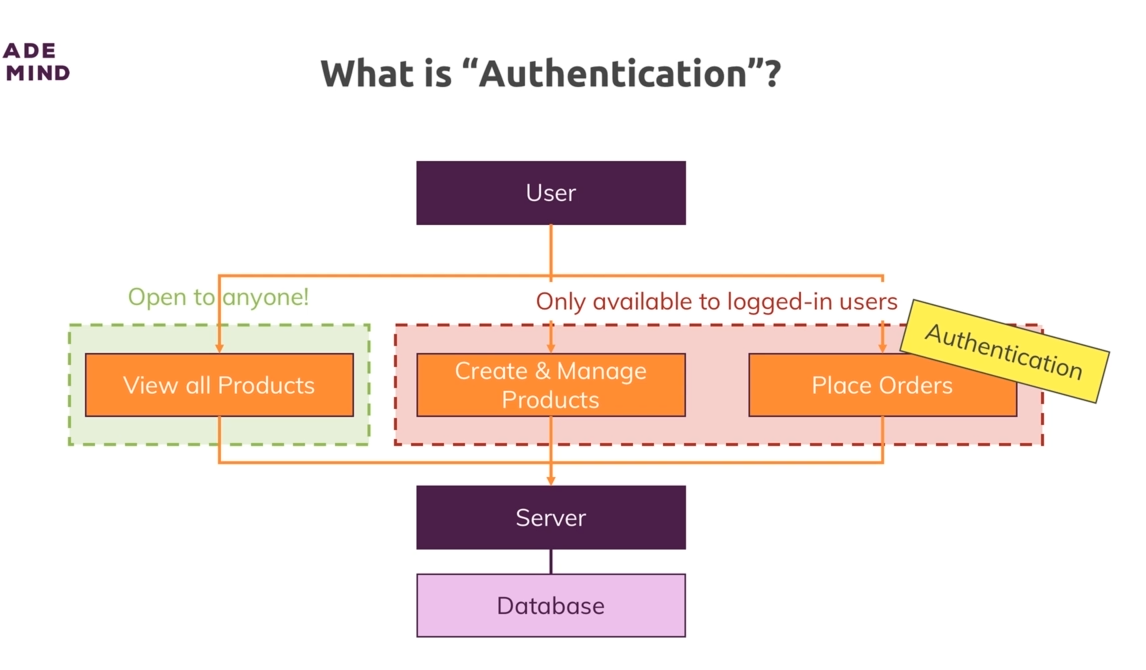 ADE
MIND
What is “Authentication”?
User
Open to anyone!
Only available to logged-in users
Authentication
View all Products
Create & Manage
Products
Place Orders
Server
Database